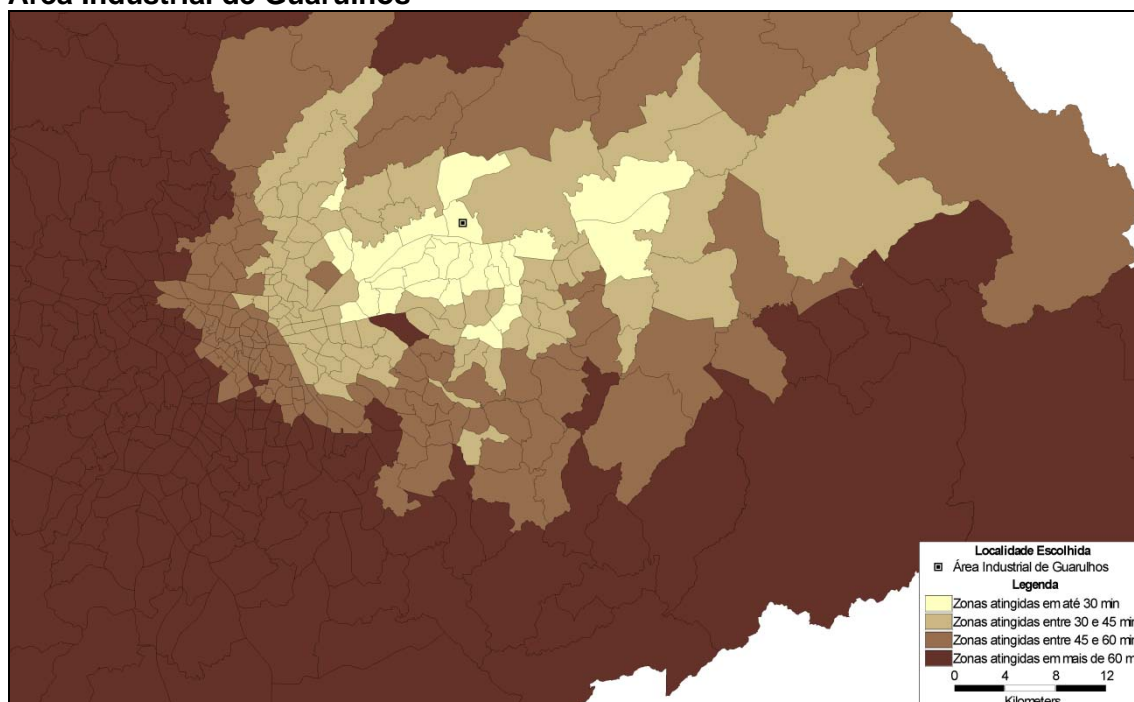 Área Industrial de Guarulhos
Localidade Escolhida
Área Industrial de Guarulhos
Legenda
Zonas atingidas em até 30 min
Zonas atingidas entre 30 e 45 min
Zonas atingidas entre 45 e 60 min
Zonas atingidas em mais de 60 m
0 4 8 12
Kilometers